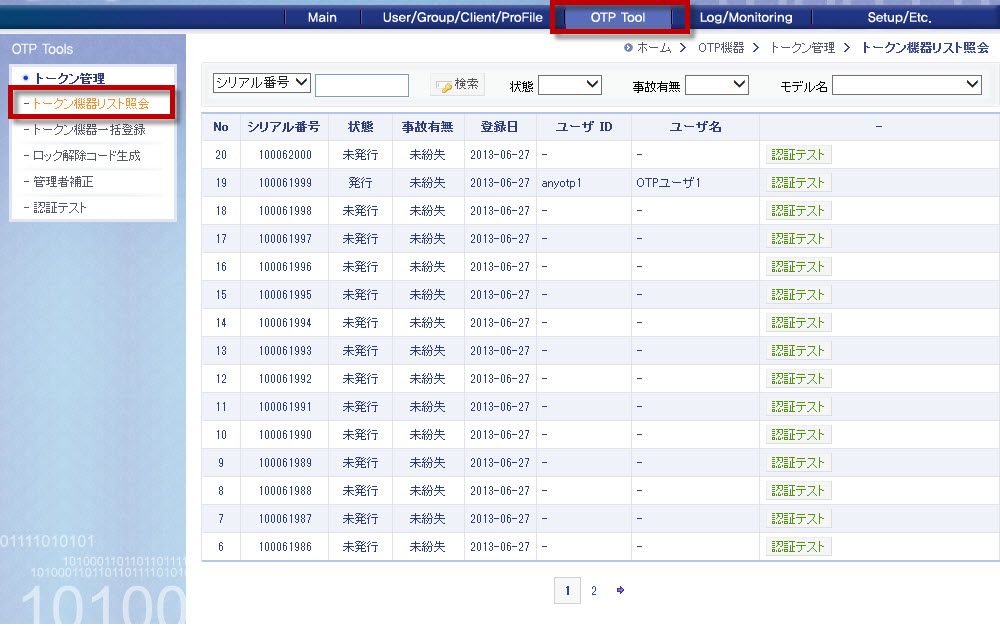 Main User/Group/Client/ProFile OTP Tool Log/Monitoring Setup/Etc.
OTP Tools
ホーム > OTP機器 > トークン管理 > トークン機器リスト照会
トークン管理
- トークン機器リスト照会
- トークン機器一括登録
- ロック解除コード生成
- 管理者補正
- 認証テスト
シリアル番号 検索 状態 事故有無 モデル名
No シリアル番号 状態 事故有無 登録日 ユーザ ID ユーザ名 -
20 100062000 未発行 未紛失 2013-06-27 - - 認証テスト
19 100061999 発行 未紛失 2013-06-27 anyotp1 OTPユーザ1 認証テスト
18 100061998 未発行 未紛失 2013-06-27 - - 認証テスト
17 100061997 未発行 未紛失 2013-06-27 - - 認証テスト
16 100061996 未発行 未紛失 2013-06-27 - - 認証テスト
15 100061995 未発行 未紛失 2013-06-27 - - 認証テスト
14 100061994 未発行 未紛失 2013-06-27 - - 認証テスト
13 100061993 未発行 未紛失 2013-06-27 - - 認証テスト
12 100061992 未発行 未紛失 2013-06-27 - - 認証テスト
11 100061991 未発行 未紛失 2013-06-27 - - 認証テスト
10 100061990 未発行 未紛失 2013-06-27 - - 認証テスト
9 100061989 未発行 未紛失 2013-06-27 - - 認証テスト
8 100061988 未発行 未紛失 2013-06-27 - - 認証テスト
7 100061987 未発行 未紛失 2013-06-27 - - 認証テスト
6 100061986 未発行 未紛失 2013-06-27 - - 認証テスト
1 2
01111010101
10100